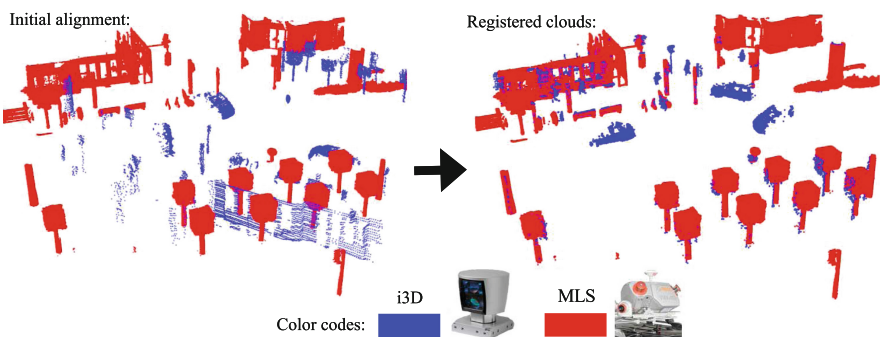 Initial alignment:
Registered clouds:
i3D
MLS
Color codes: